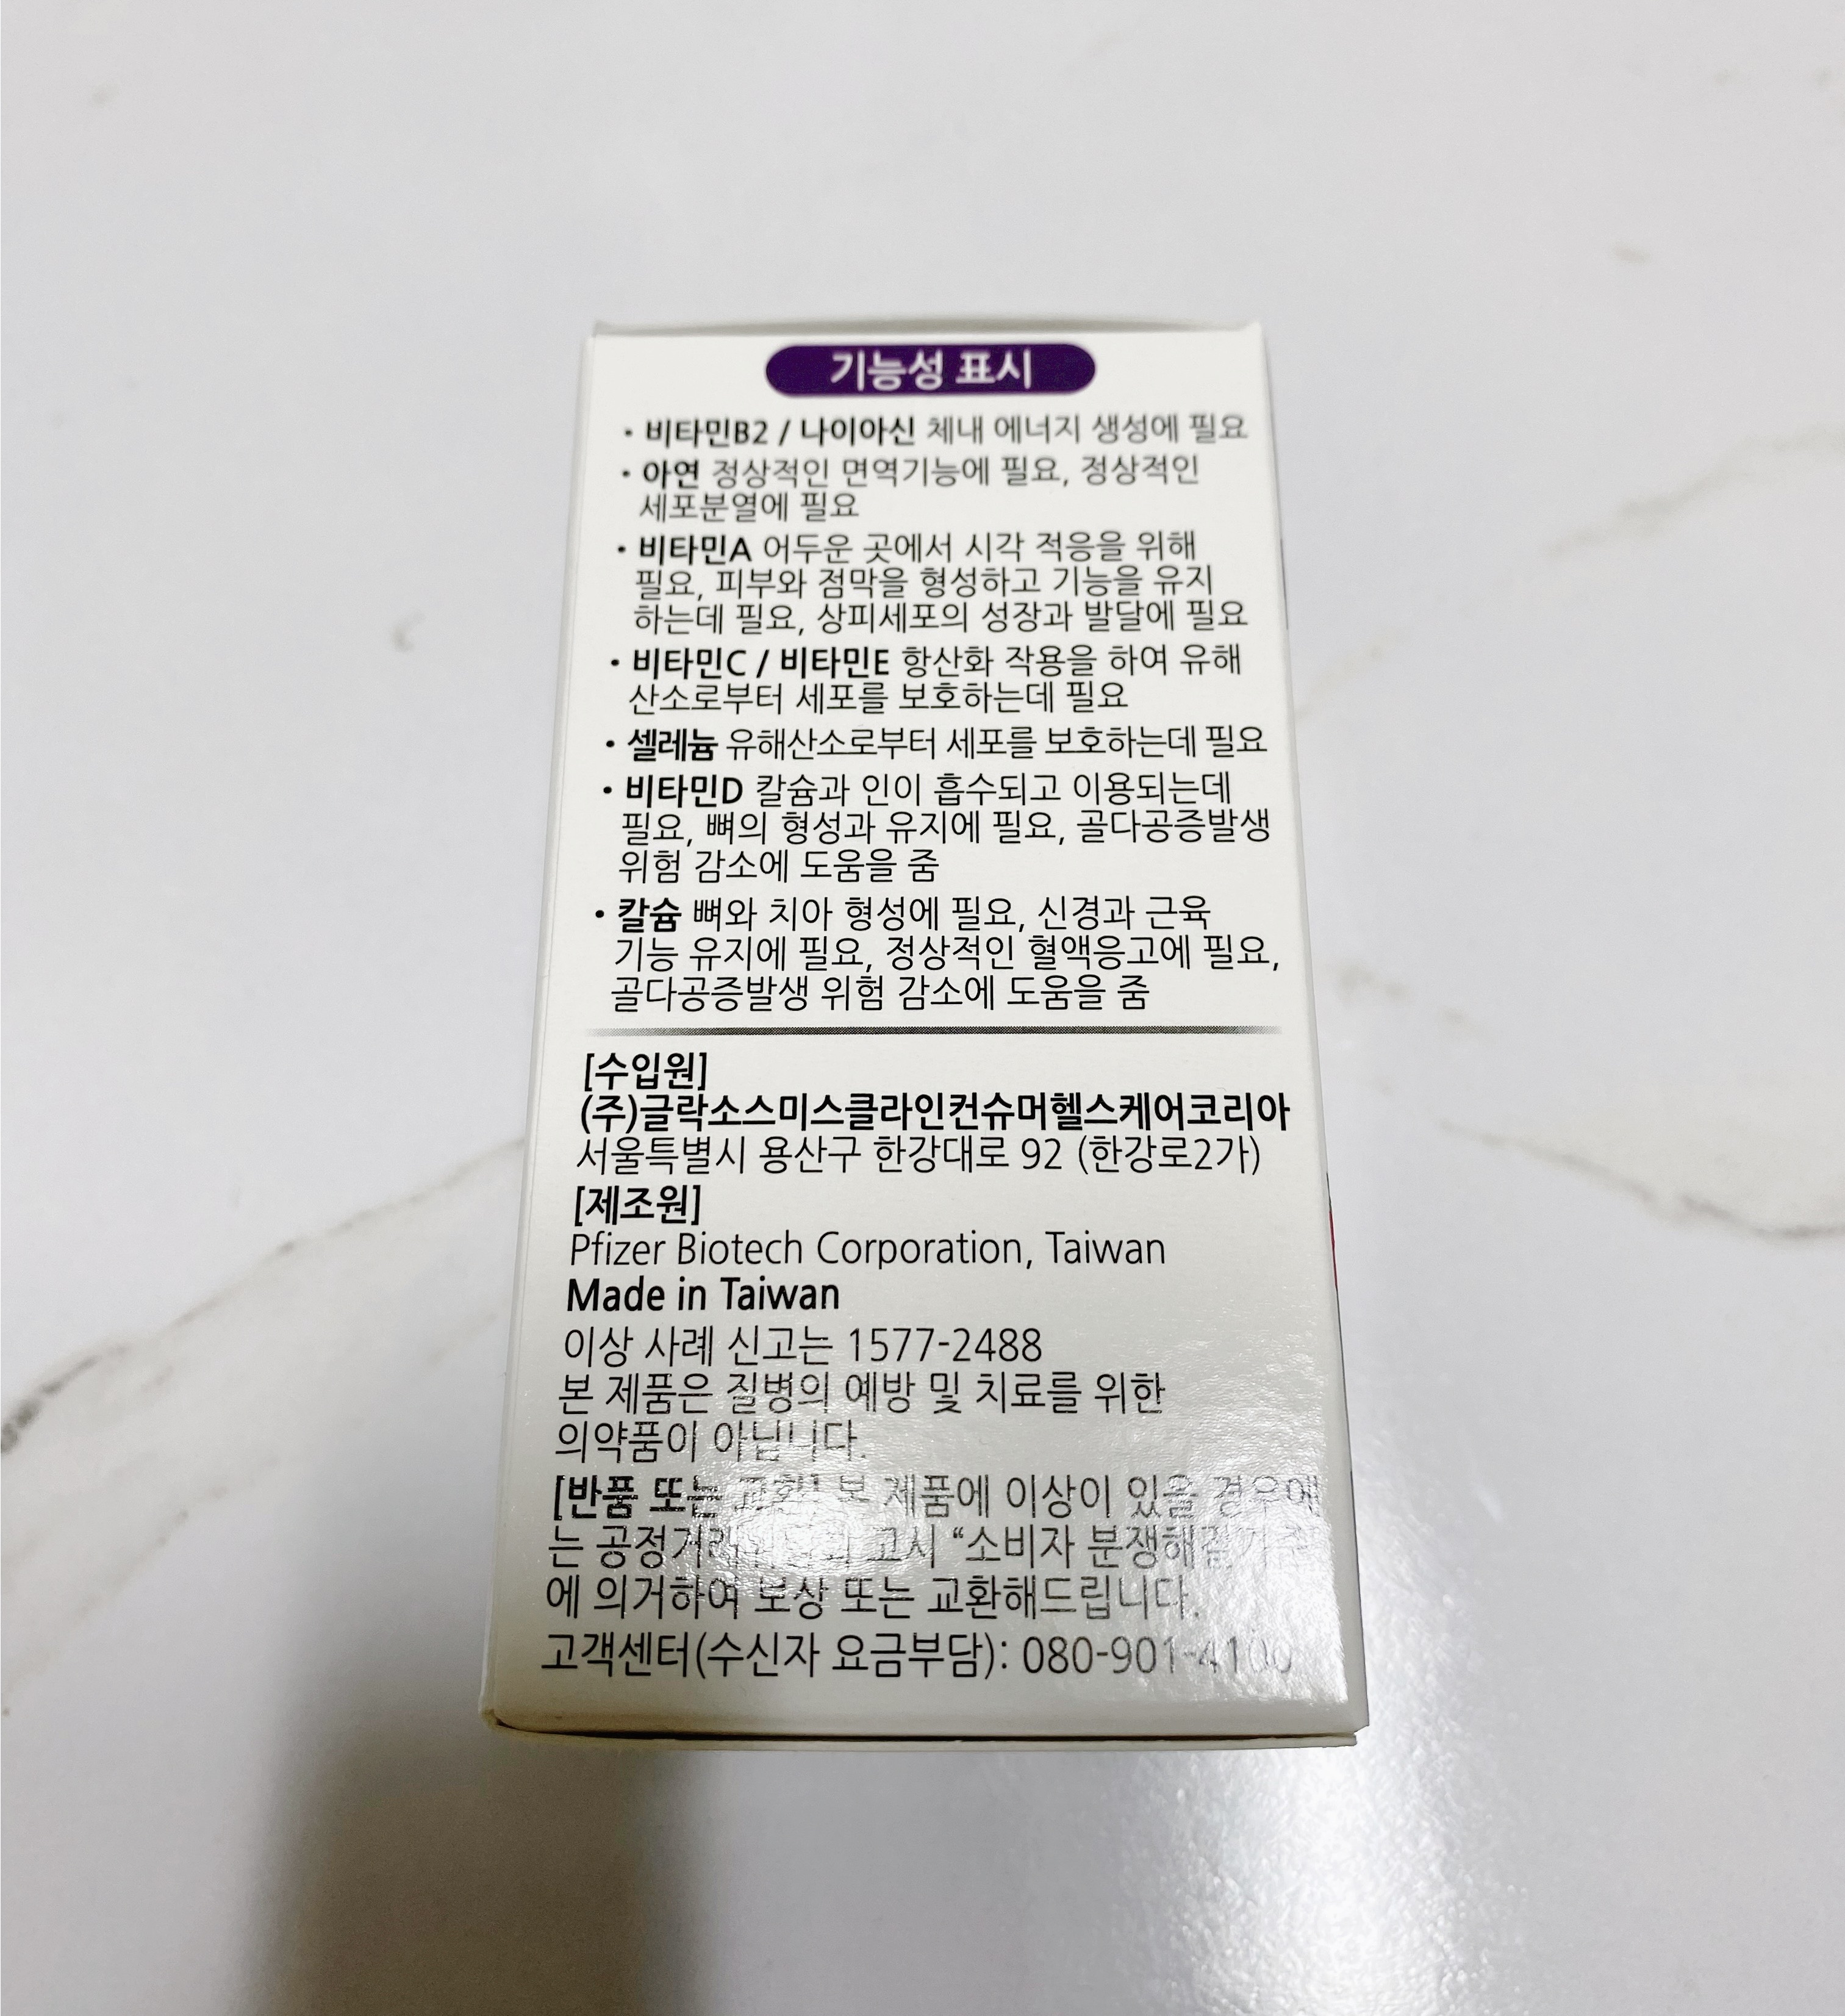 기능성 표시
• 비타민B2 / 나이아신 체내 에너지 생성에 필요
• 아연 정상적인 면역기능에 필요, 정상적인
세포분열에 필요
• 비타민A 어두운 곳에서 시각 적응을 위해
필요, 피부와 점막을 형성하고 기능을 유지
하는데 필요, 상피세포의 성장과 발달에 필요
• 비타민C / 비타민E 항산화 작용을 하여 유해
산소로부터 세포를 보호하는데 필요
• 셀레늄 유해산소로부터 세포를 보호하는데 필요
• 비타민D 칼슘과 인이 흡수되고 이용되는데
필요, 뼈의 형성과 유지에 필요, 골다공증발생
위험 감소에 도움을 줌
• 칼슘 뼈와 치아 형성에 필요, 신경과 근육
기능 유지에 필요, 정상적인 혈액응고에 필요,
골다공증발생 위험 감소에 도움을 줌
[수입원]
(주)글락소스미스클라인컨슈머헬스케어코리아
서울특별시 용산구 한강대로 92 (한강로2가)
[제조원]
Pfizer Biotech Corporation, Taiwan
Made in Taiwan
이상 사례 신고는 1577-2488
본 제품은 질병의 예방 및 치료를 위한
의약품이 아닙니다.
[반품 또는 교환] 본 제품에 이상이 있을 경우에
는 고시 “소비자
에 의거하여 보상 또는 교환해드립니다.
고객센터(수신자 요금부담): 080-901-4100